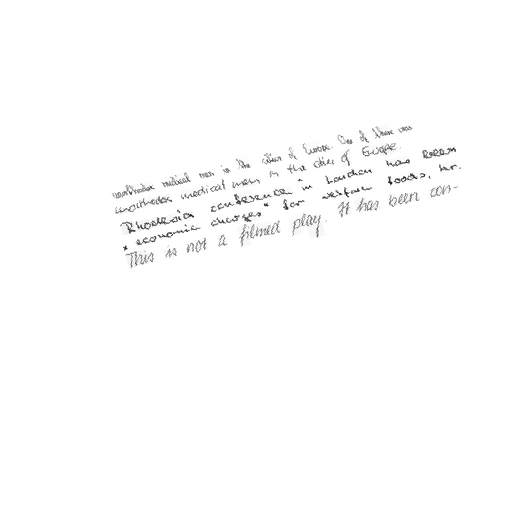 unorthodox medical men in the cities of Europe. One of these was
unorthodox medical men in the cities of Europe.
Rhodesian conference in London has been
" economic charges " for welfare foods, Mr.
This is not a filmed play. It has been con-